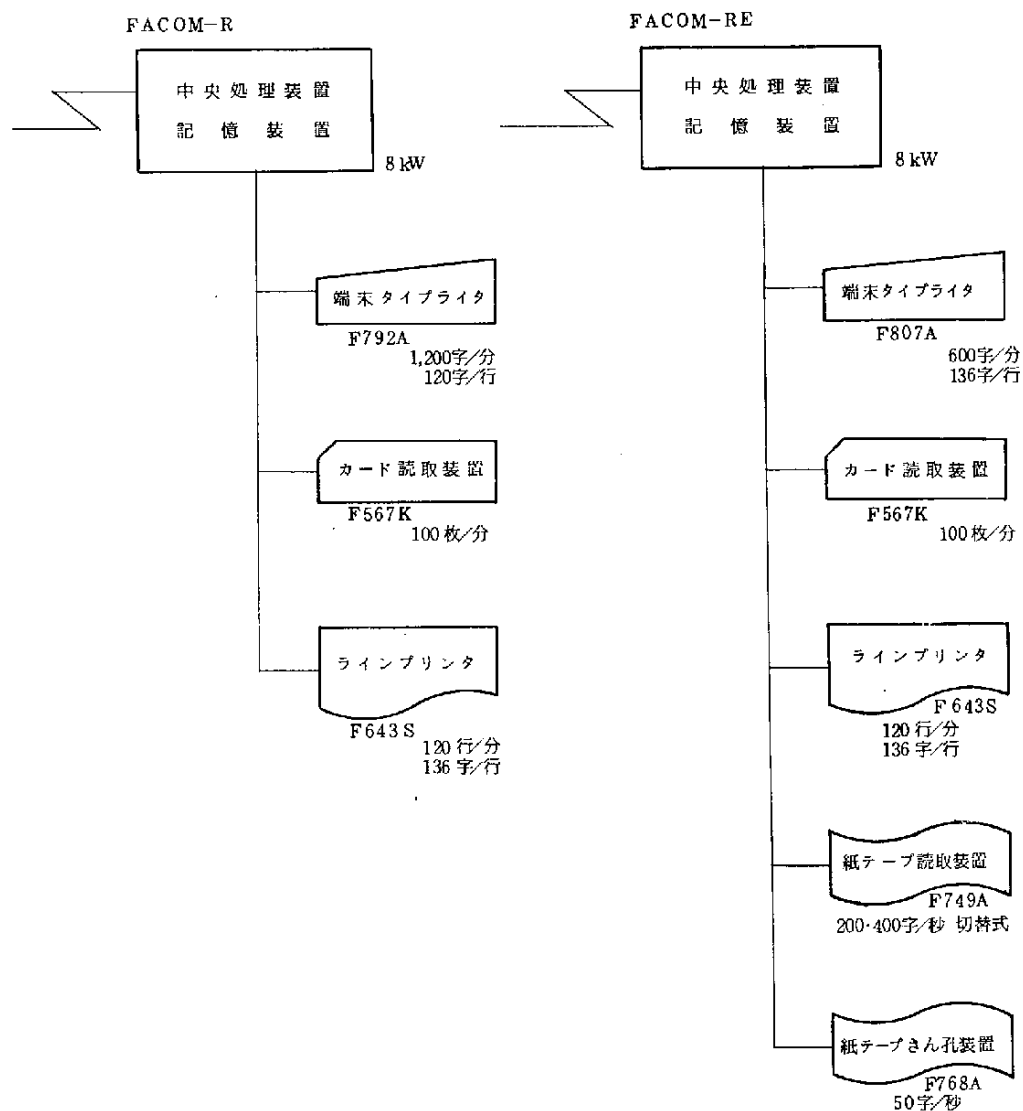 FACOM-R
中央処理装置
記憶装置
8kW
端末タイプライタ
F792A
1,200字/分
120字/行
カード読取装置
F567K
100枚/分
ラインプリンタ
F643S
120行/分
136字/行
FACOM-RE
中央処理装置
記憶装置
8kW
端末タイプライタ
F807A
600字/分
136字/行
カード読取装置
F567K
100枚/分
ラインプリンタ
F643S
120行/分
136字/行
紙テープ読取装置
F749A
200・400字/秒 切替式
紙テープきん孔装置
F768A
50字/秒